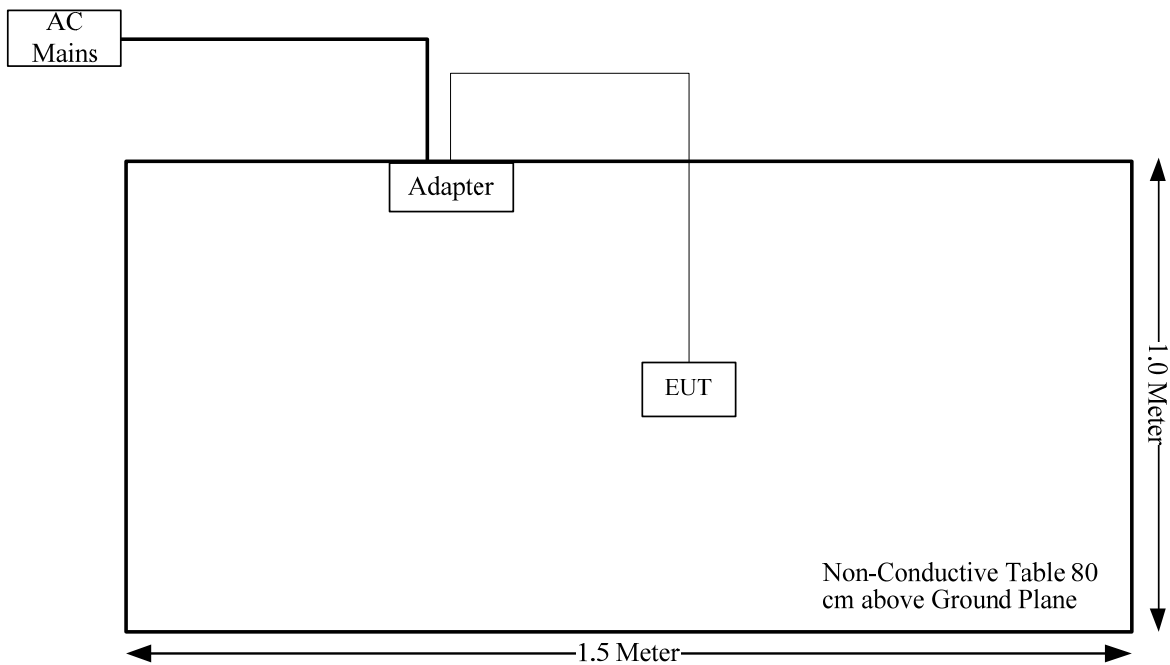 AC
Mains
Adapter
EUT
1.0 Meter
Non-Conductive Table 80
cm above Ground Plane
1.5 Meter